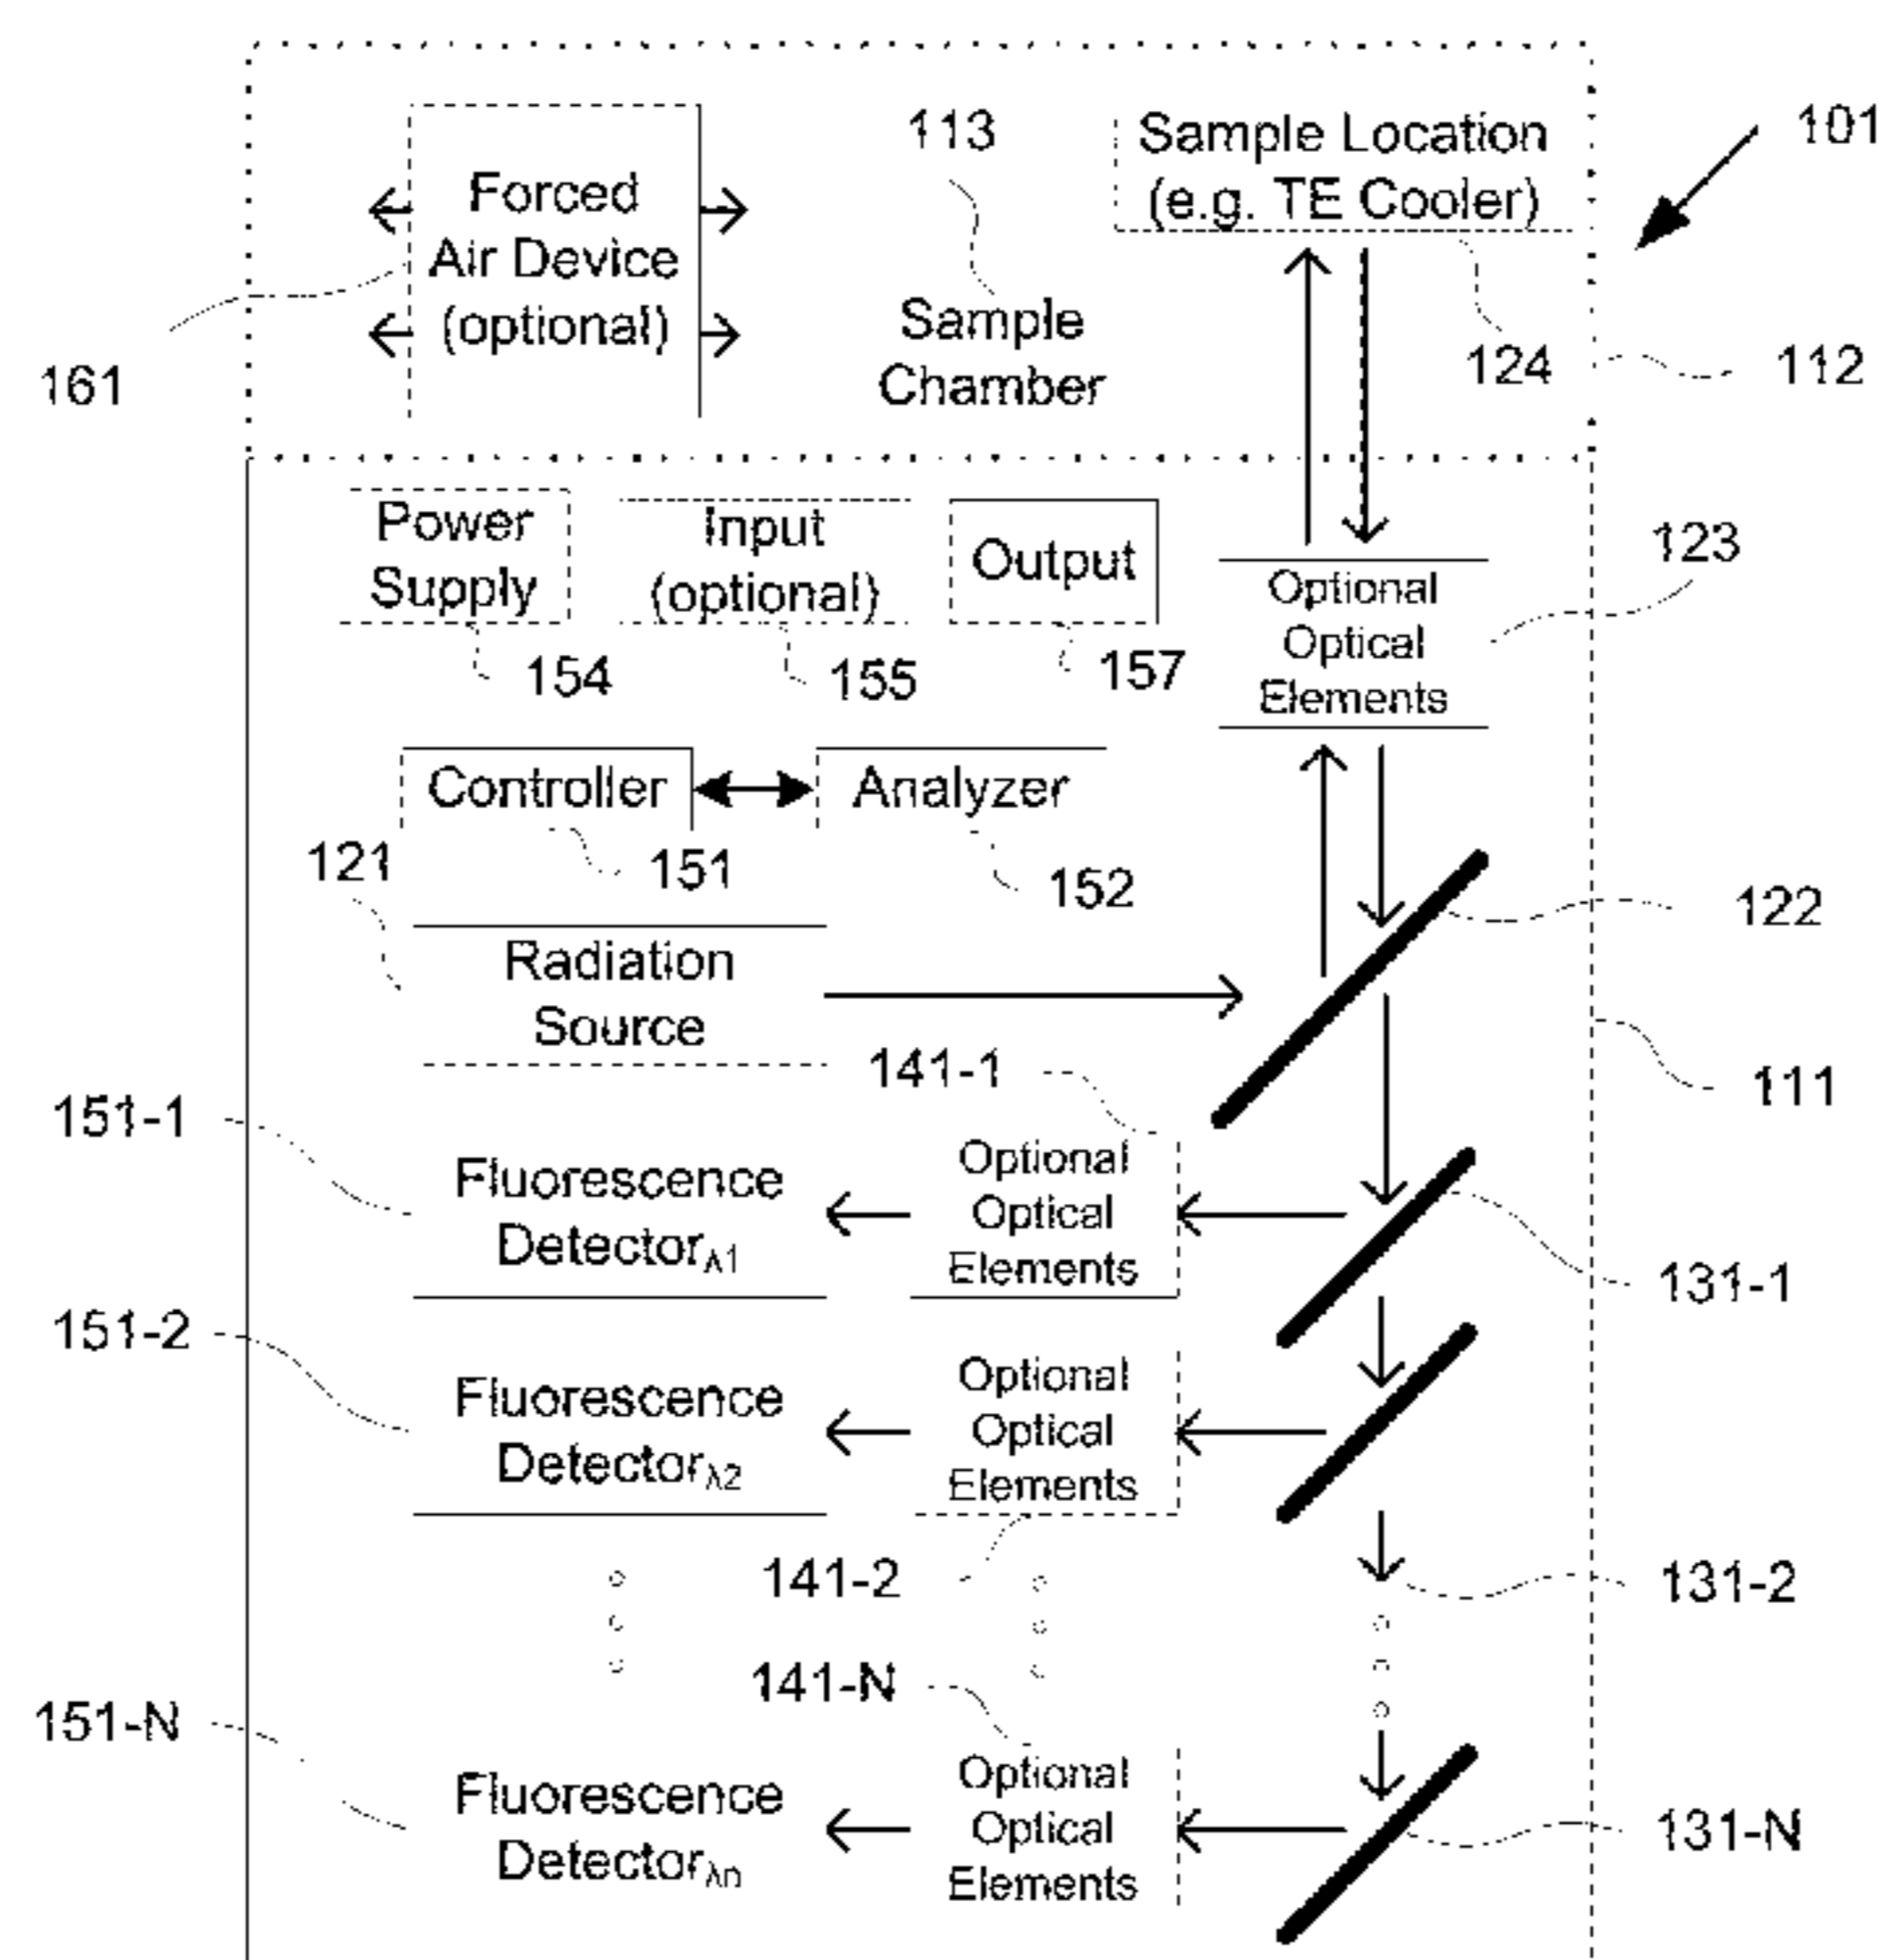 101
113
Sample Location
(e.g. TE Cooler)
Forced
Air Device
(optional)
Sample
Chamber
161
124
112
Power
Supply
Input
(optional)
Output
123
Optional
Optical
Elements
154
155
157
Controller
Analyzer
121
151
152
122
Radiation
Source
141-1
111
151-1
Fluorescence
Detectorλ1
Optional
Optical
Elements
131-1
151-2
Fluorescence
Detectorλ2
Optional
Optical
Elements
141-2
131-2
141-N
151-N
Fluorescence
Detectorλn
Optional
Optical
Elements
131-N